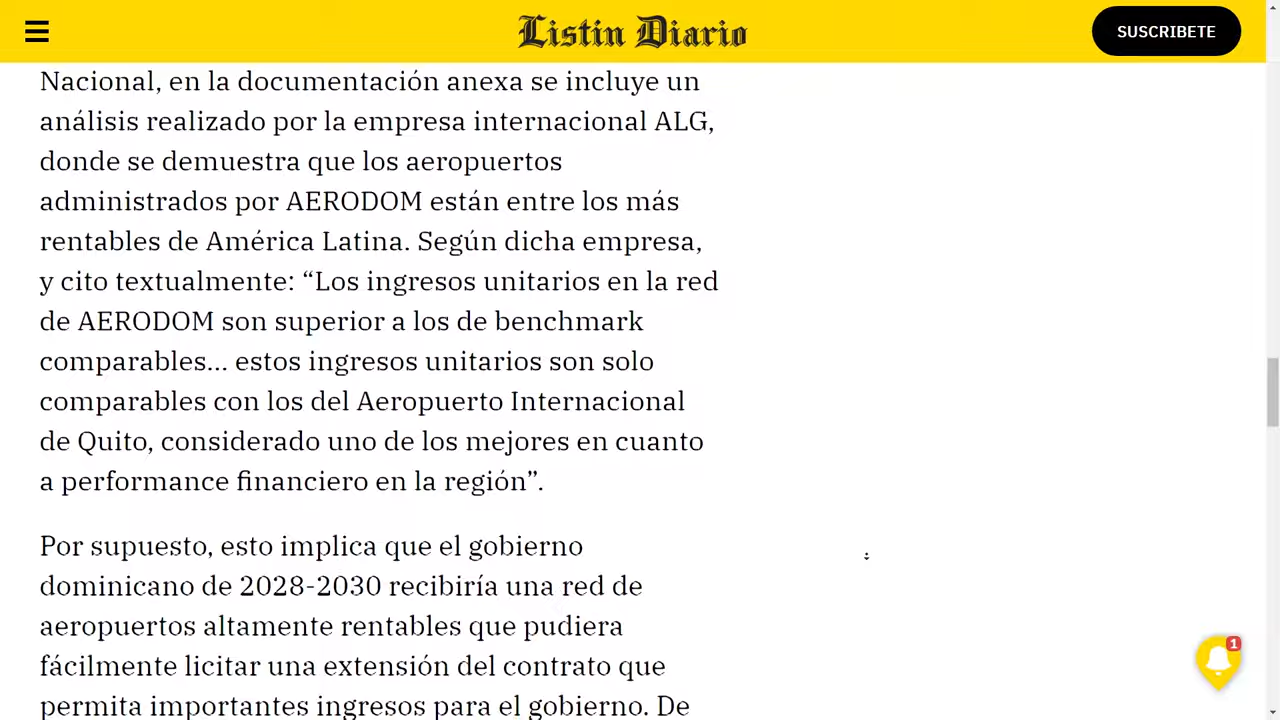 Listin Diario
SUSCRIBETE
Nacional, en la documentación anexa se incluye un
análisis realizado por la empresa internacional ALG,
donde se demuestra que los aeropuertos
administrados por AERODOM están entre los más
rentables de América Latina. Según dicha empresa,
y cito textualmente: “Los ingresos unitarios en la red
de AERODOM son superior a los de benchmark
comparables... estos ingresos unitarios son solo
comparables con los del Aeropuerto Internacional
de Quito, considerado uno de los mejores en cuanto
a performance financiero en la región”.
Por supuesto, esto implica que el gobierno
dominicano de 2028-2030 recibiría una red de
aeropuertos altamente rentables que pudiera
fácilmente licitar una extensión del contrato que
permita importantes ingresos para el gobierno. De
1